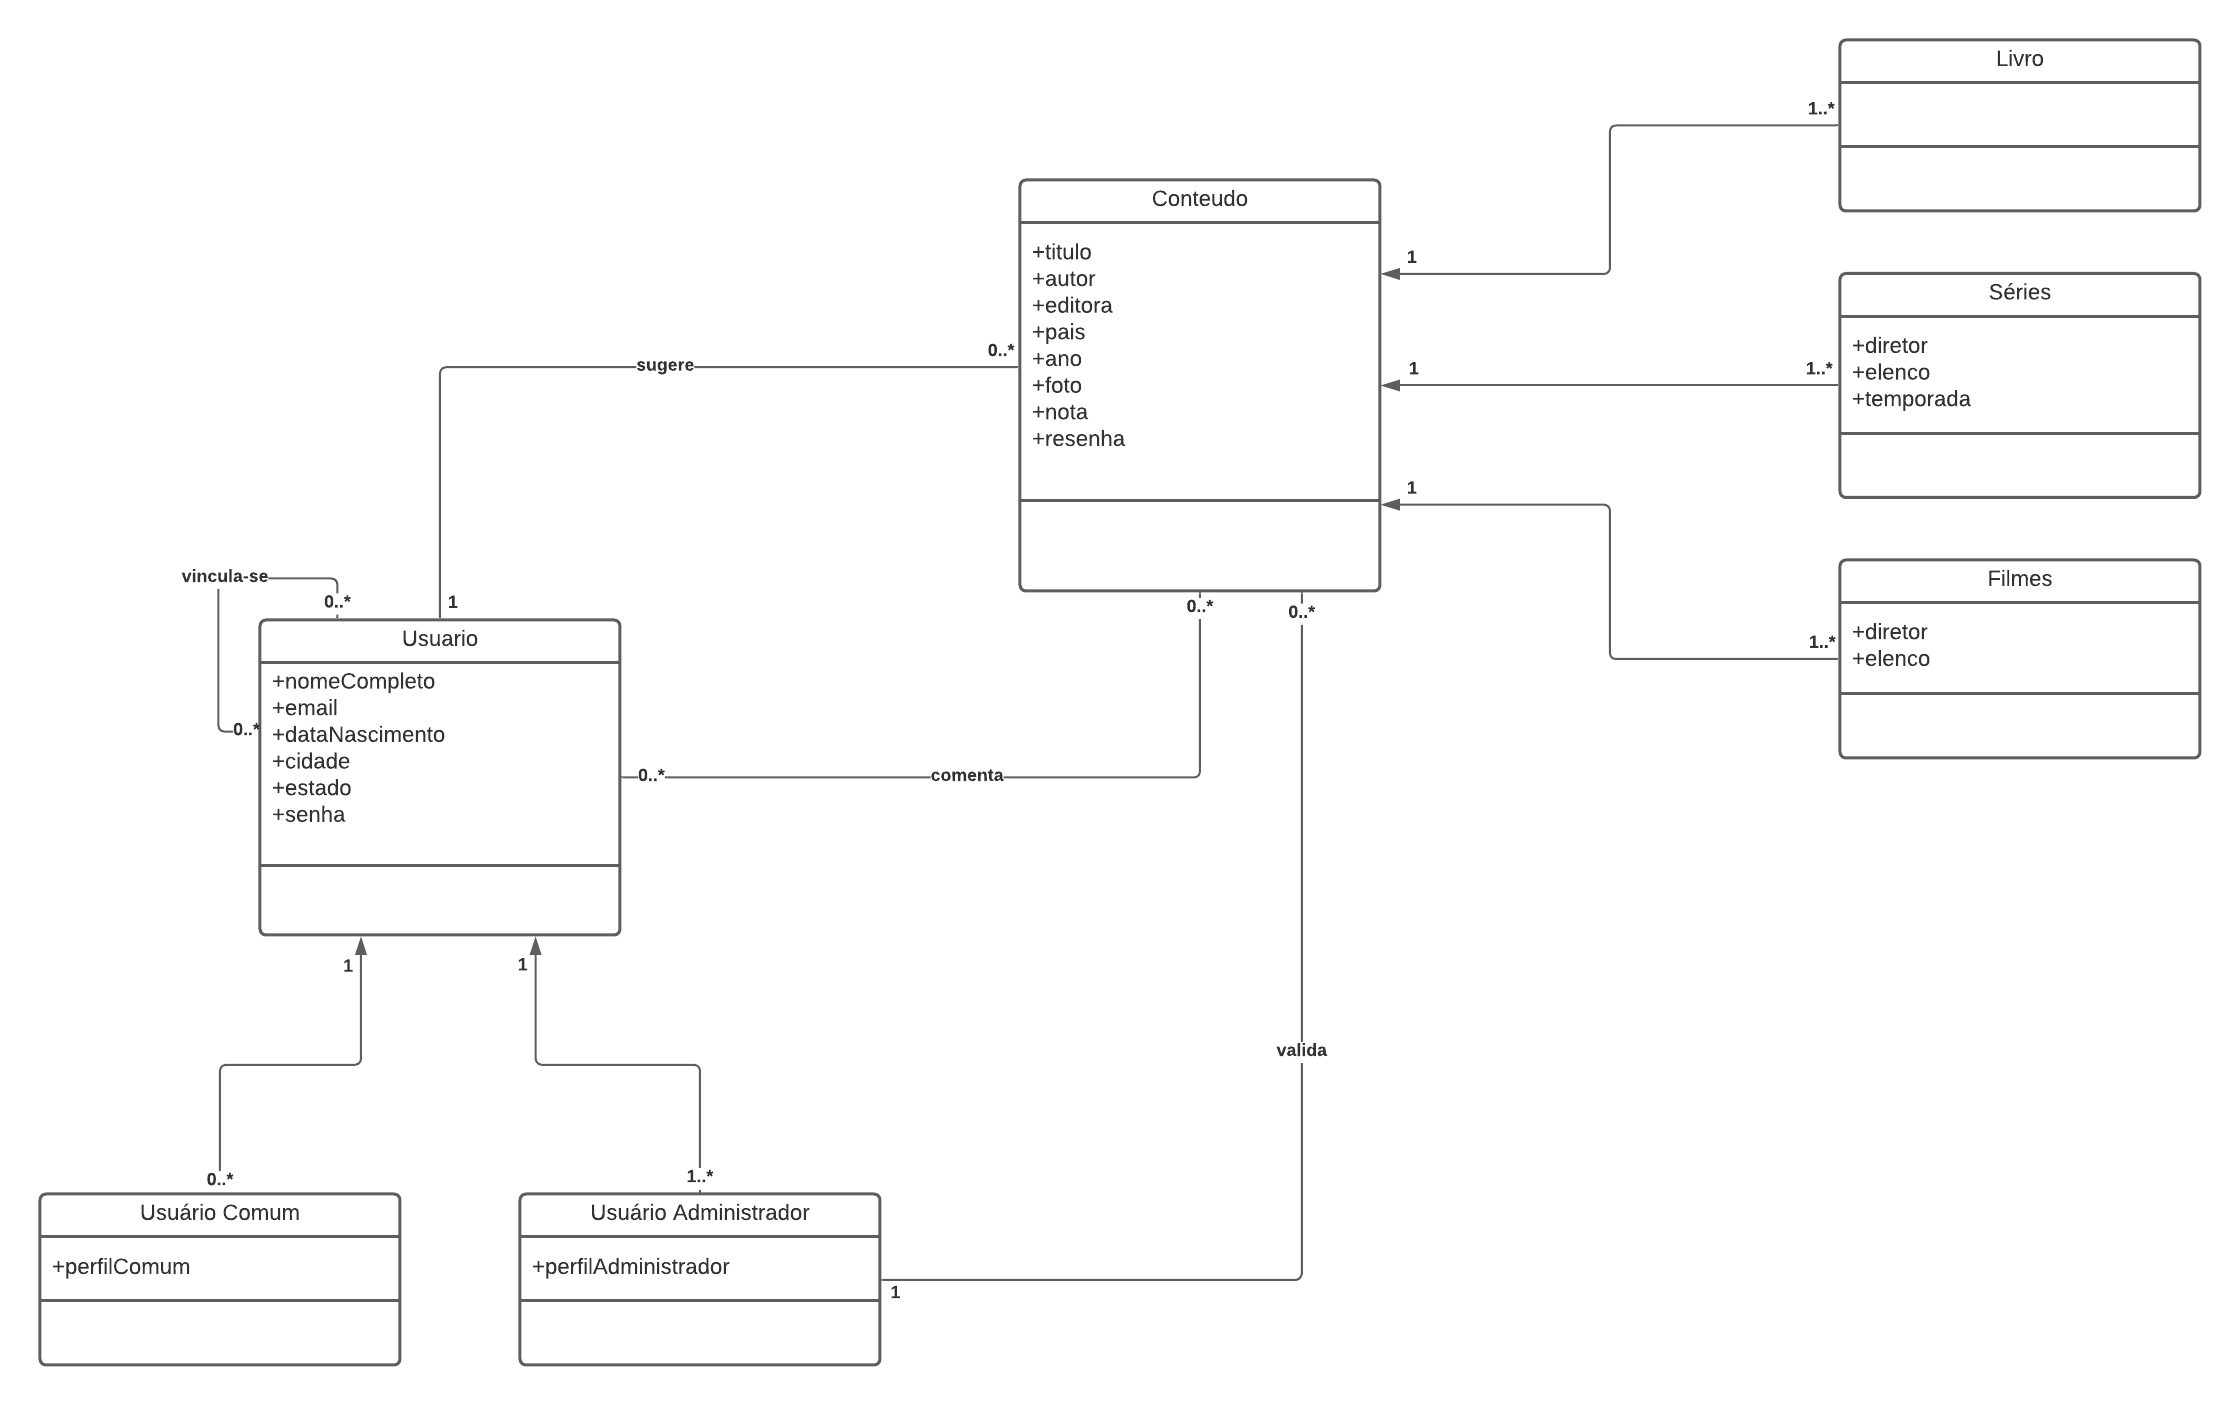 Livro
1..*
Conteudo
+titulo
+autor
+editora
+pais
+ano
+foto
+nota
+resenha
1
Séries
+diretor
+elenco
+temporada
1
1..*
0..*
sugere
1
Filmes
+diretor
+elenco
1..*
vincula-se
0..*
1
0..*
0..*
Usuario
+nomeCompleto
+email
+dataNascimento
+cidade
+estado
+senha
0..*
0..*
comenta
1
1
valida
0..*
1..*
Usuário Comum
+perfilComum
Usuário Administrador
+perfilAdministrador
1